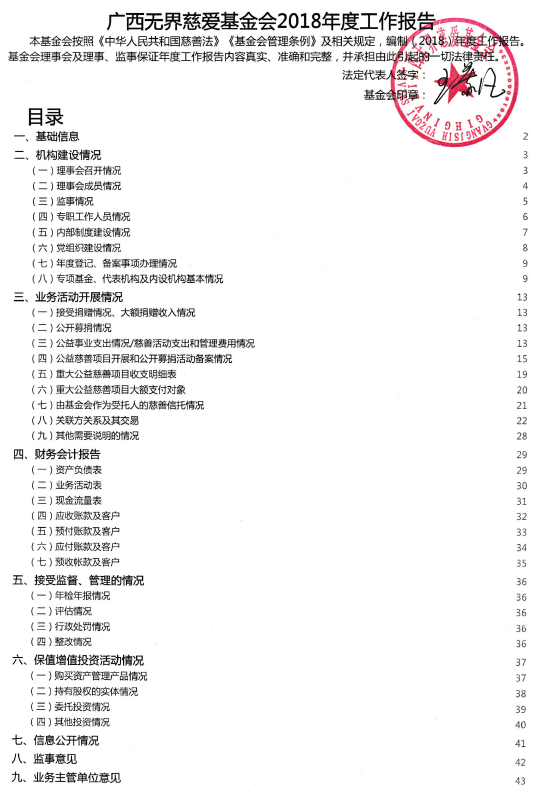 广西无界慈爱基金会2018年度工作报告
本基金会按照《中华人民共和国慈善法》《基金会管理条例》及相关规定，编制（2018）年度工作报告。
基金会理事会及理事、监事保证年度工作报告内容真实、准确和完整，并承担由此引起的一切法律责任。
法定代表人签字：
基金会印章：
目录
一、基础信息 2
二、机构建设情况 3
（一）理事会召开情况 3
（二）理事会成员情况 4
（三）监事情况 5
（四）专职工作人员情况 6
（五）内部制度建设情况 7
（六）党组织建设情况 8
（七）年度登记、备案事项办理情况 9
（八）专项基金、代表机构及内设机构基本情况 9
三、业务活动开展情况 13
（一）接受捐赠情况、大额捐赠收入情况 13
（二）公开募捐情况 13
（三）公益事业支出情况/慈善活动支出和管理费用情况 13
（四）公益慈善项目开展和公开募捐活动备案情况 15
（五）重大公益慈善项目收支明细表 19
（六）重大公益慈善项目大额支付对象 20
（七）由基金会作为受托人的慈善信托情况 21
（八）关联方关系及其交易 22
（九）其他需要说明的情况 28
四、财务会计报告 29
（一）资产负债表 29
（二）业务活动表 30
（三）现金流量表 31
（四）应收账款及客户 32
（五）预付账款及客户 33
（六）应付账款及客户 34
（七）预收帐款及客户 35
五、接受监督、管理的情况 36
（一）年检年报情况 36
（二）评估情况 36
（三）行政处罚情况 36
（四）整改情况 36
六、保值增值投资活动情况 37
（一）购买资产管理产品情况 37
（二）持有股权的实体情况 38
（三）委托投资情况 39
（四）其他投资情况 40
七、信息公开情况 41
八、监事意见 42
九、业务主管单位意见 43